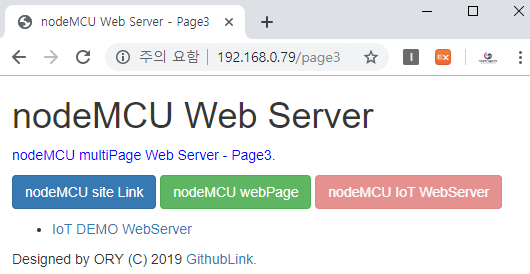 nodeMCU Web Server - Page3
주의 요함 192.168.0.79/page3
nodeMCU Web Server
nodeMCU multiPage Web Server - Page3.
nodeMCU site Link nodeMCU webPage nodeMCU IoT WebServer
IoT DEMO WebServer
Designed by ORY (C) 2019 GithubLink.